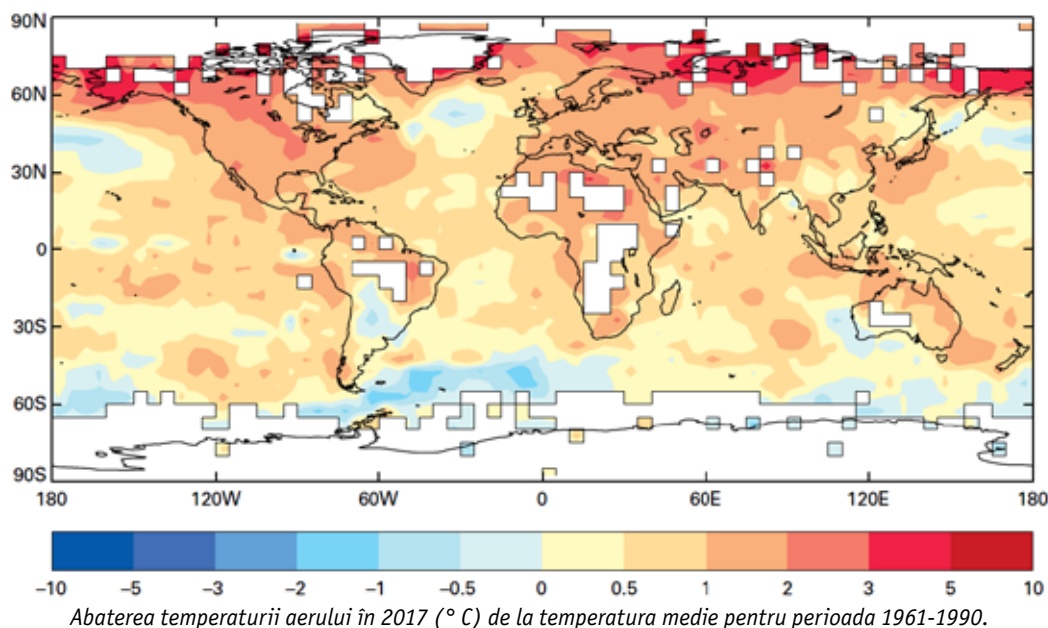 90N
60N
30N
0
30S
60S
90S
180 120W 60W 0 60E 120E 180
−10 −5 −3 −2 −1 −0.5 0 0.5 1 2 3 5 10
Abaterea temperaturii aerului în 2017 (° C) de la temperatura medie pentru perioada 1961-1990.